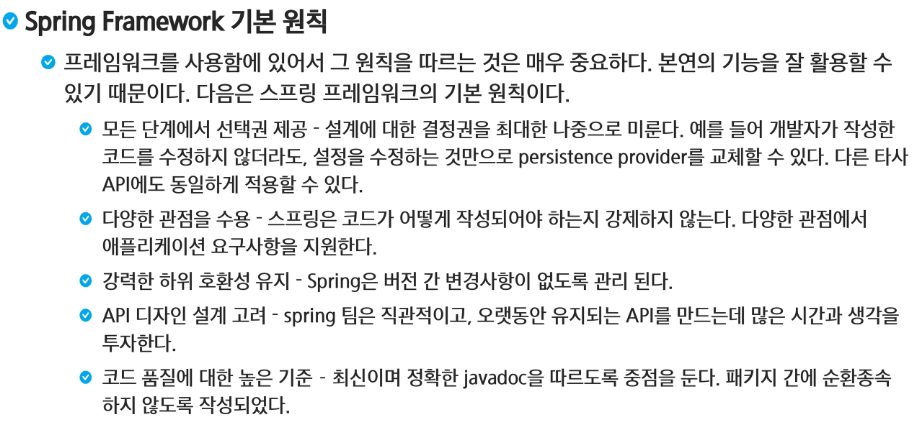 Spring Framework 기본 원칙
프레임워크를 사용함에 있어서 그 원칙을 따르는 것은 매우 중요하다. 본연의 기능을 잘 활용할 수
있기 때문이다. 다음은 스프링 프레임워크의 기본 원칙이다.
모든 단계에서 선택권 제공 - 설계에 대한 결정권을 최대한 나중으로 미룬다. 예를 들어 개발자가 작성한
코드를 수정하지 않더라도, 설정을 수정하는 것만으로 persistence provider를 교체할 수 있다. 다른 타사
API에도 동일하게 적용할 수 있다.
다양한 관점을 수용 - 스프링은 코드가 어떻게 작성되어야 하는지 강제하지 않는다. 다양한 관점에서
애플리케이션 요구사항을 지원한다.
강력한 하위 호환성 유지 - Spring은 버전 간 변경사항이 없도록 관리 된다.
API 디자인 설계 고려 - spring 팀은 직관적이고, 오랫동안 유지되는 API를 만드는데 많은 시간과 생각을
투자한다.
코드 품질에 대한 높은 기준 - 최신이며 정확한 javadoc을 따르도록 중점을 둔다. 패키지 간에 순환종속
하지 않도록 작성되었다.